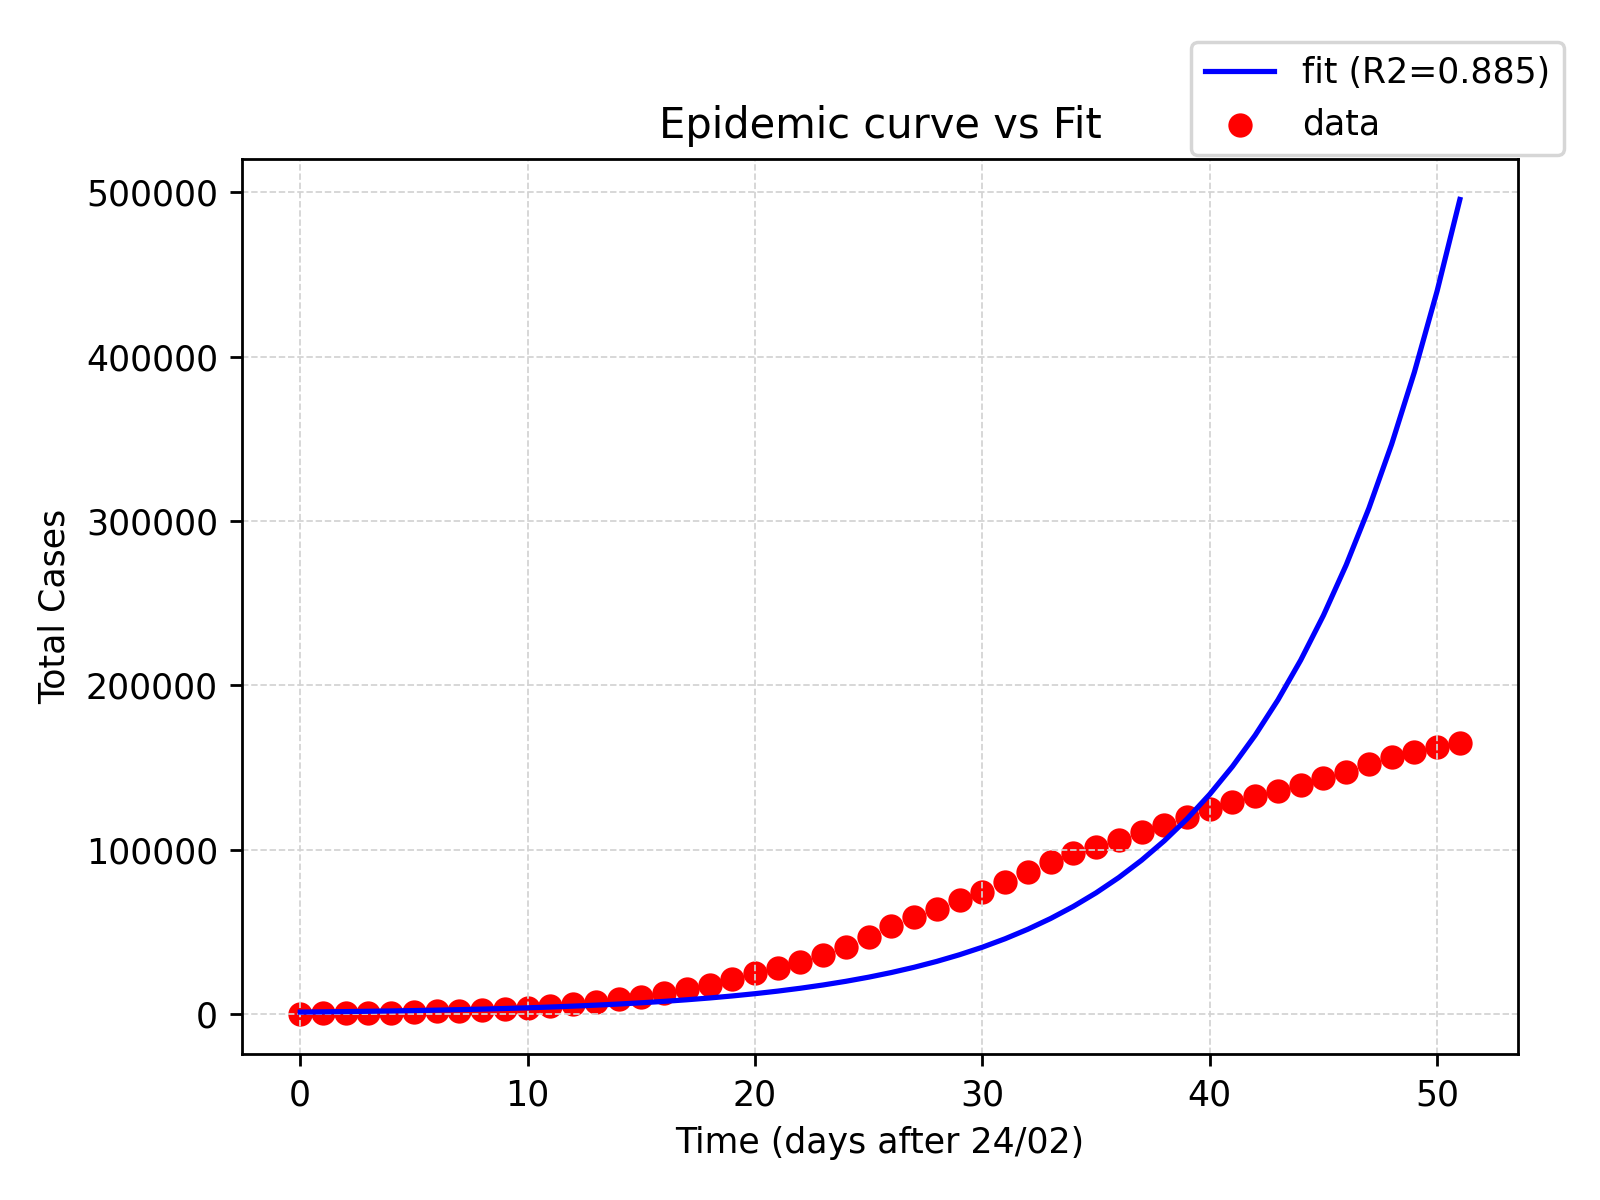 fit (R2=0.885)
data
Epidemic curve vs Fit
500000
400000
300000
200000
100000
0
Total Cases
0 10 20 30 40 50
Time (days after 24/02)